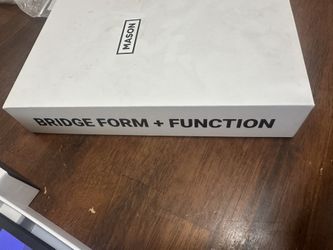 MASON
BRIDGE FORM + FUNCTION